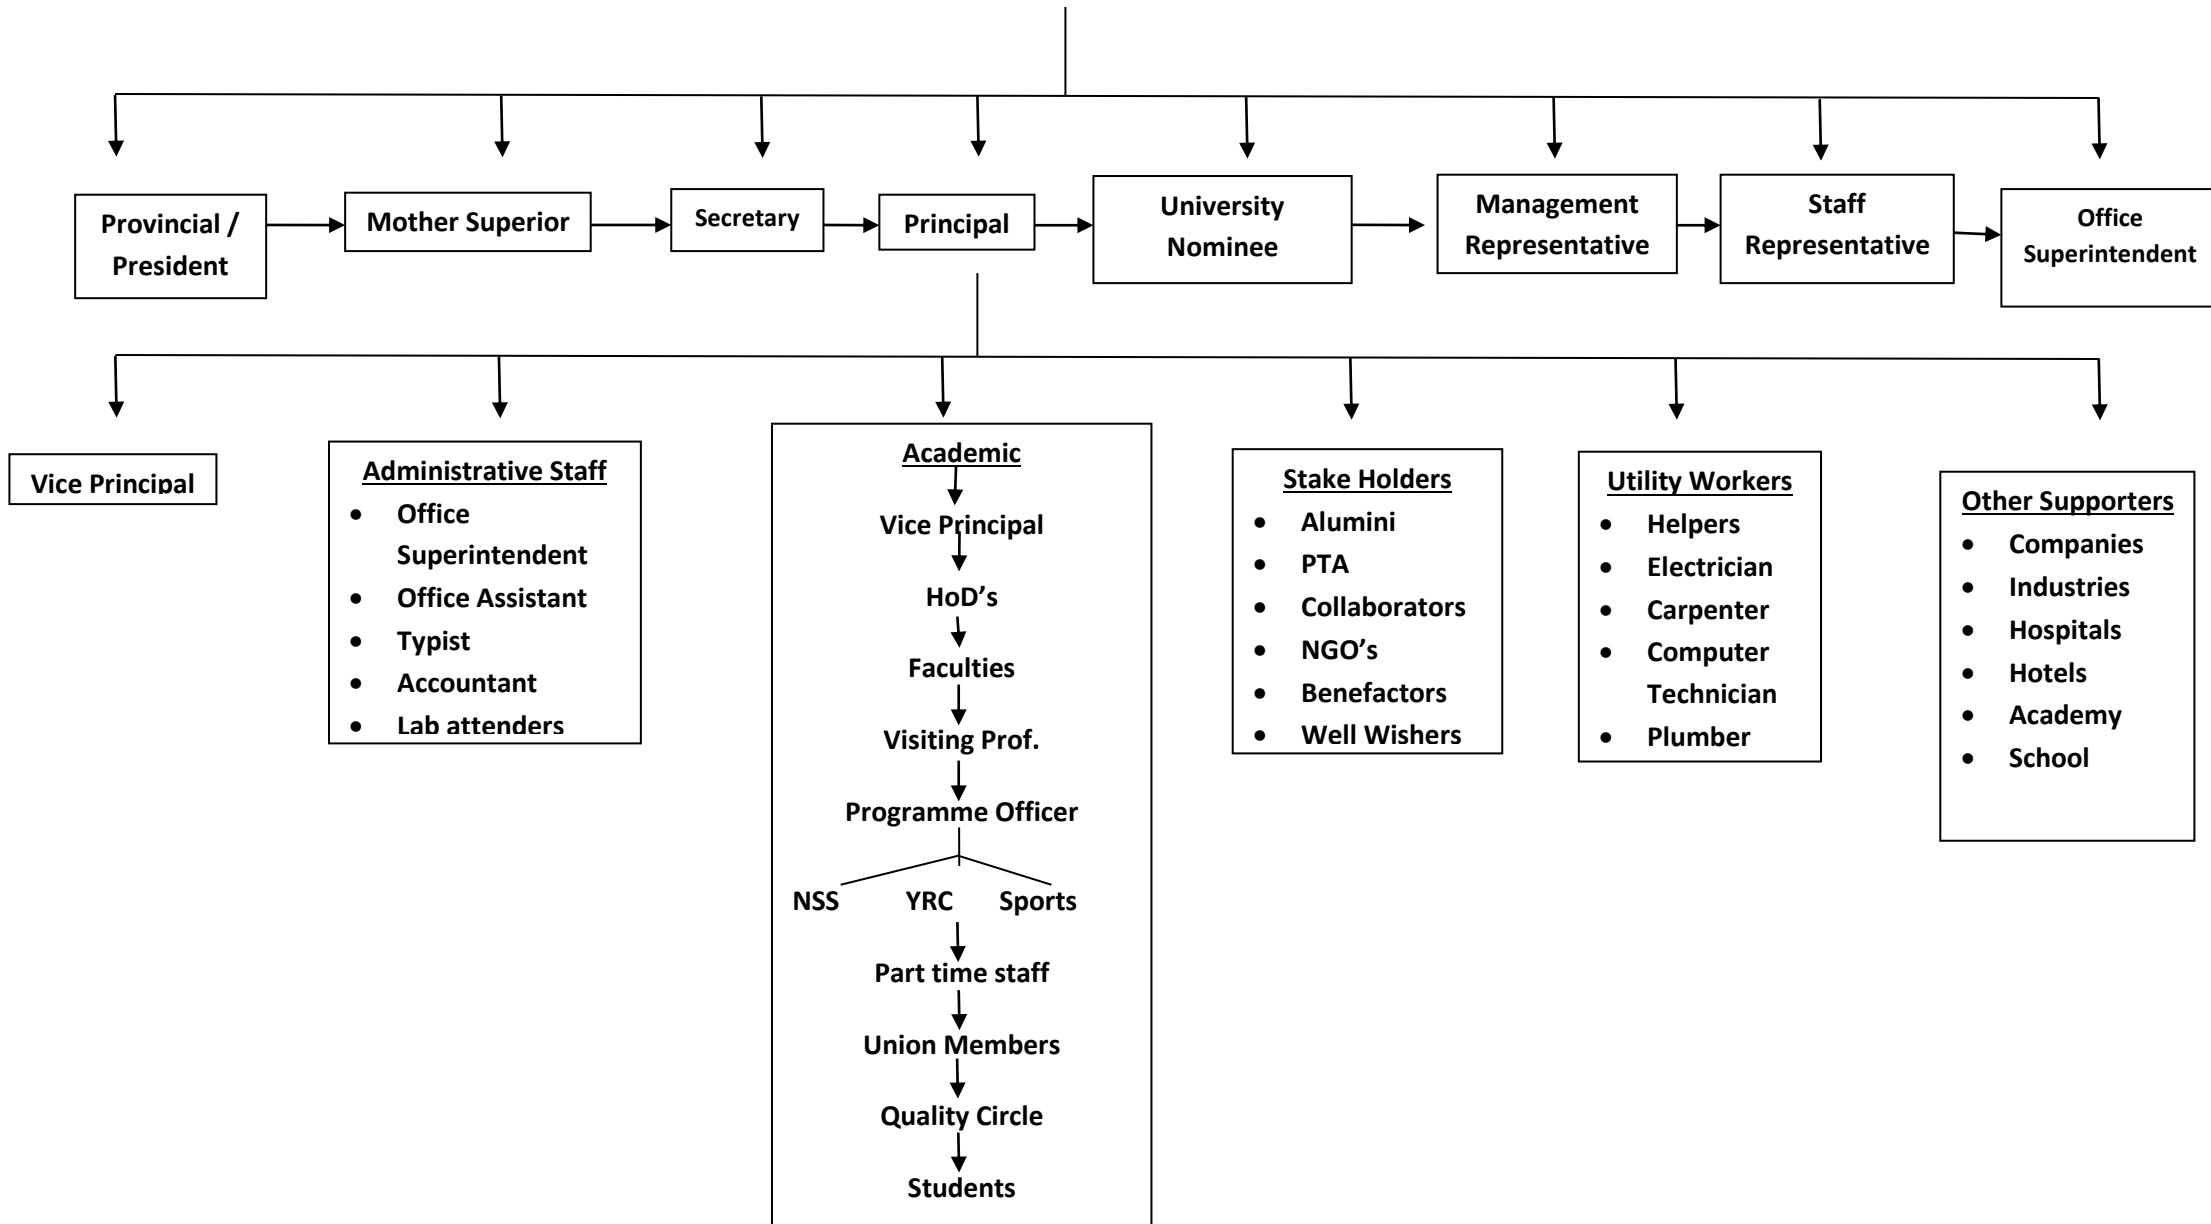 Provincial /
President
Mother Superior
Secretary
Principal
University
Nominee
Management
Representative
Staff
Representative
Office
Superintendent
Vice Principal
Administrative Staff
• Office
Superintendent
• Office Assistant
• Typist
• Accountant
• Lab attenders
Academic
Vice Principal
HoD’s
Faculties
Visiting Prof.
Programme Officer
NSS YRC Sports
Part time staff
Union Members
Quality Circle
Students
Stake Holders
• Alumini
• PTA
• Collaborators
• NGO’s
• Benefactors
• Well Wishers
Utility Workers
• Helpers
• Electrician
• Carpenter
• Computer
Technician
• Plumber
Other Supporters
• Companies
• Industries
• Hospitals
• Hotels
• Academy
• School